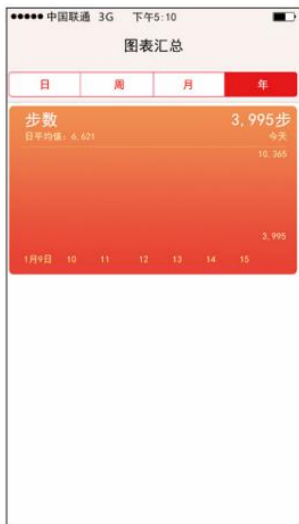 中国联通 3G 下午5:10
图表汇总
日 周 月 年
步数 3,995步
日平均值：6,621 今天
10,365
3,995
1月9日 10 11 12 13 14 15